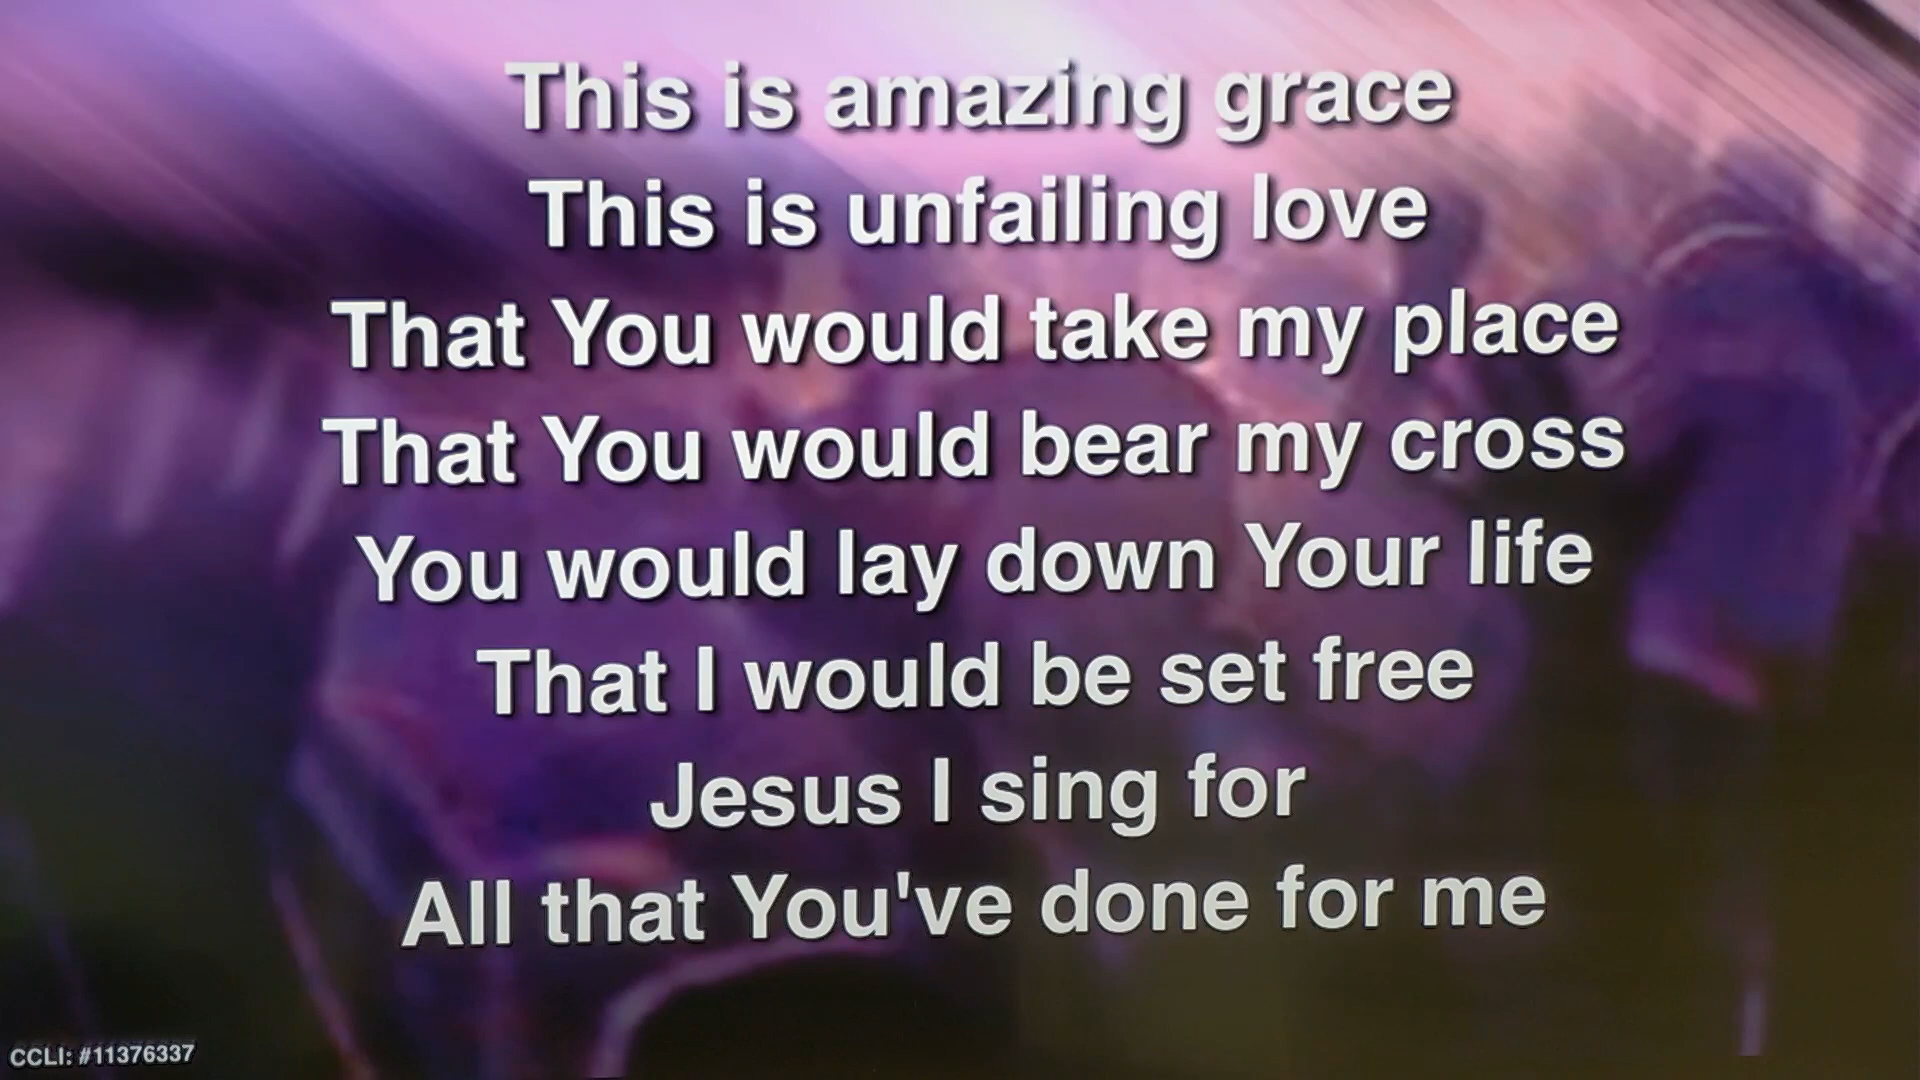 This is amazing grace
This is unfailing love
That You would take my place
That You would bear my cross
You would lay down Your life
That I would be set free
Jesus I sing for
All that You've done for me
CCLI: #11376337